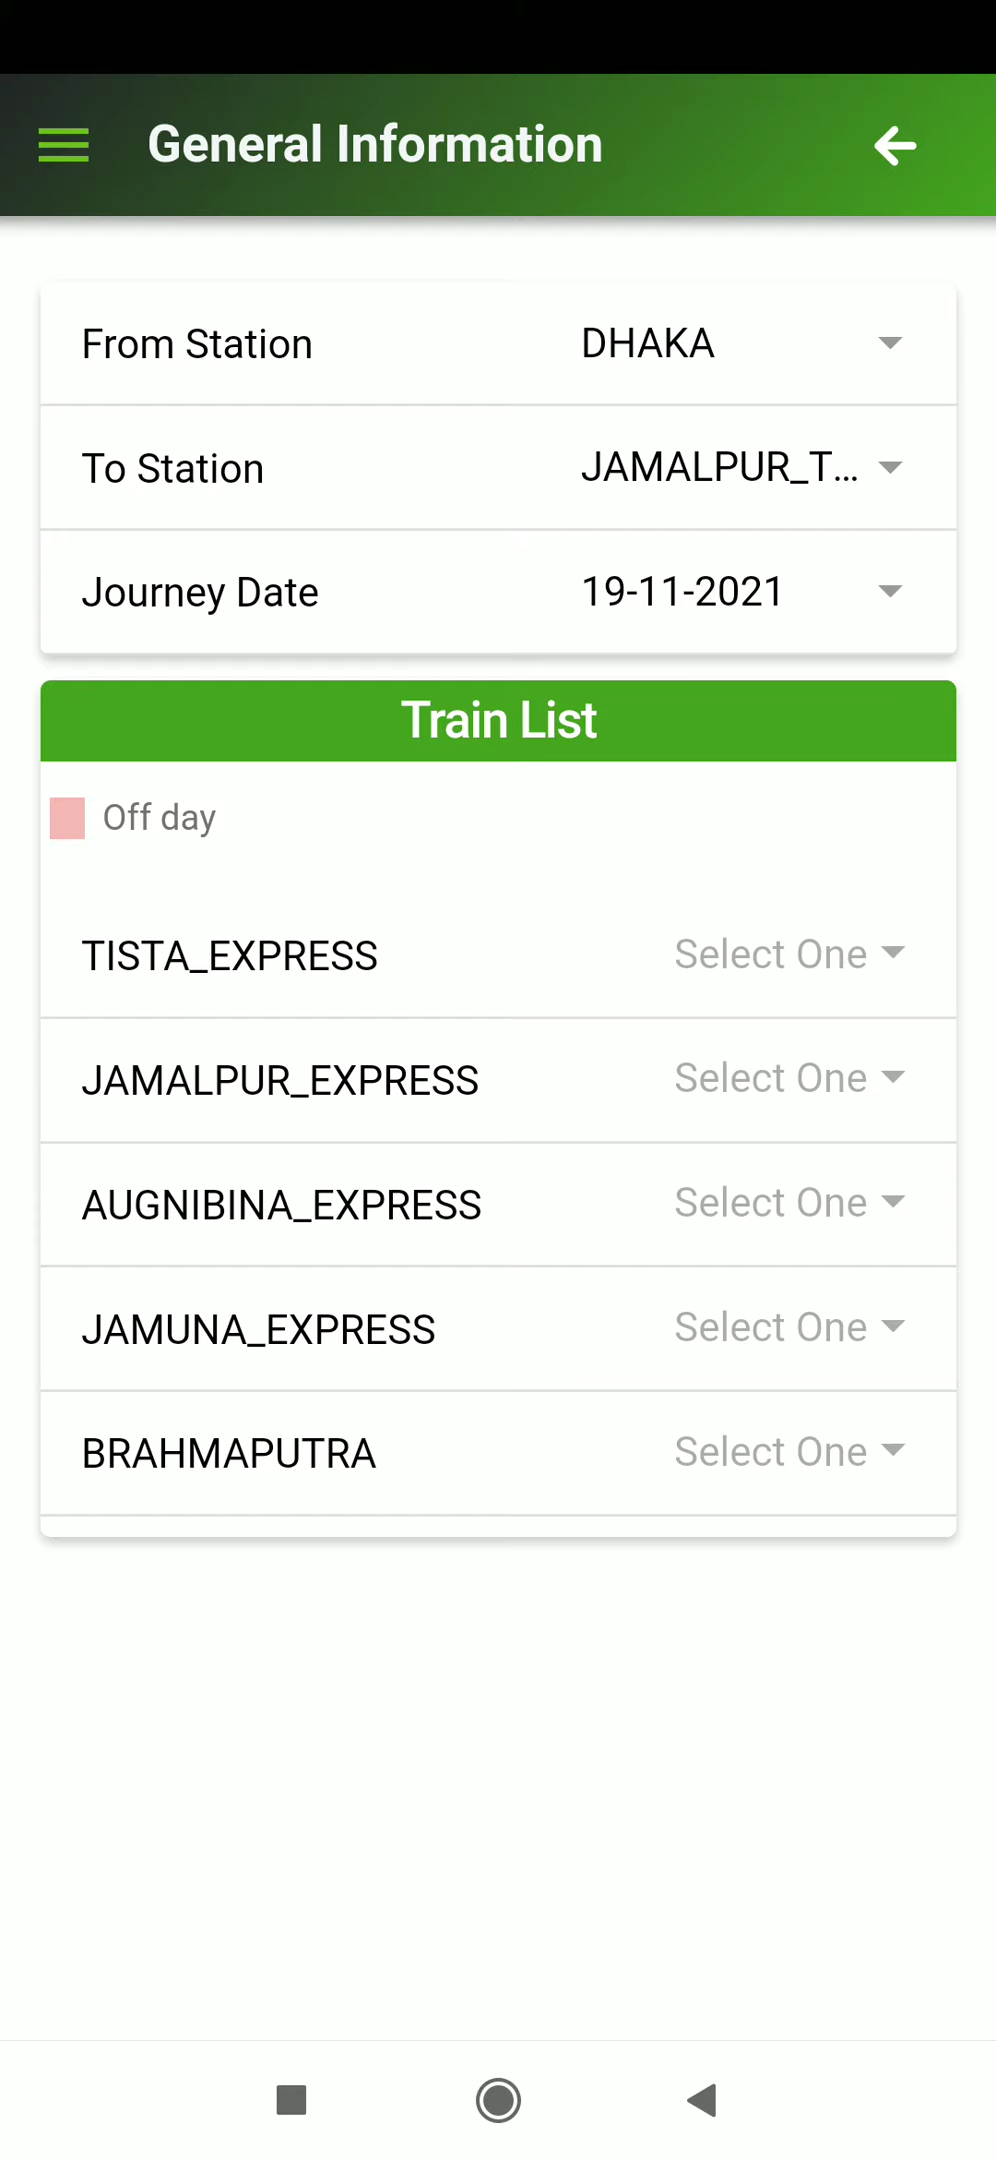 General Information
From Station DHAKA
To Station JAMALPUR_T...
Journey Date 19-11-2021
Train List
Off day
TISTA_EXPRESS Select One
JAMALPUR_EXPRESS Select One
AUGNIBINA_EXPRESS Select One
JAMUNA_EXPRESS Select One
BRAHMAPUTRA Select One